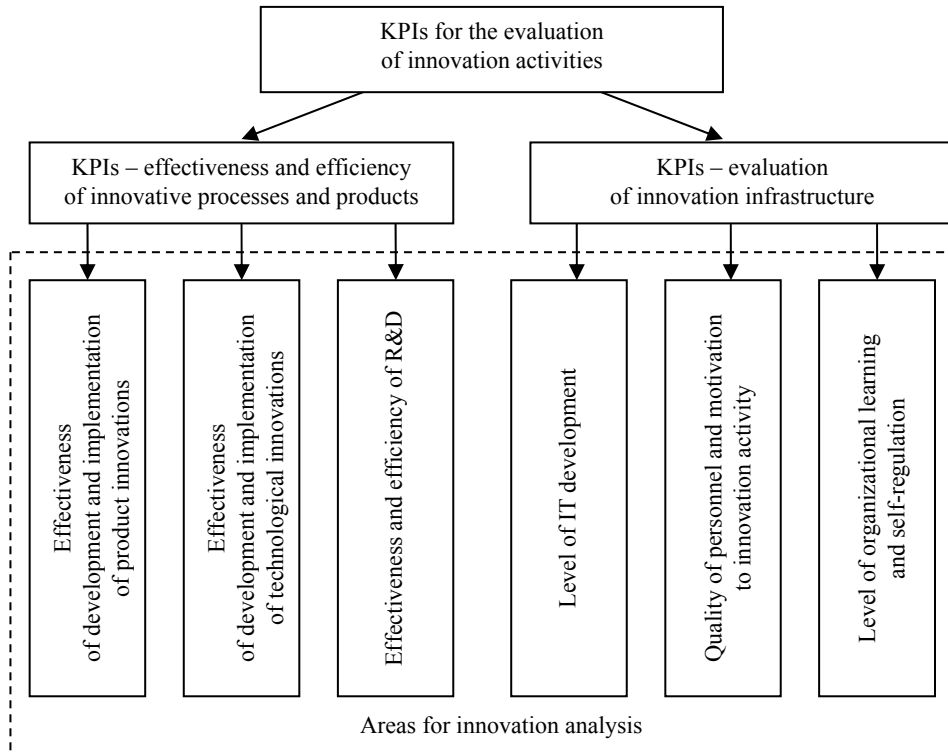 KPIs for the evaluation
of innovation activities
KPIs – effectiveness and efficiency
of innovative processes and products
KPIs – evaluation
of innovation infrastructure
Effectiveness
of development and implementation
of product innovations
Effectiveness
of development and implementation
of technological innovations
Effectiveness and efficiency of R&D
Level of IT development
Quality of personnel and motivation
to innovation activity
Level of organizational learning
and self-regulation
Areas for innovation analysis